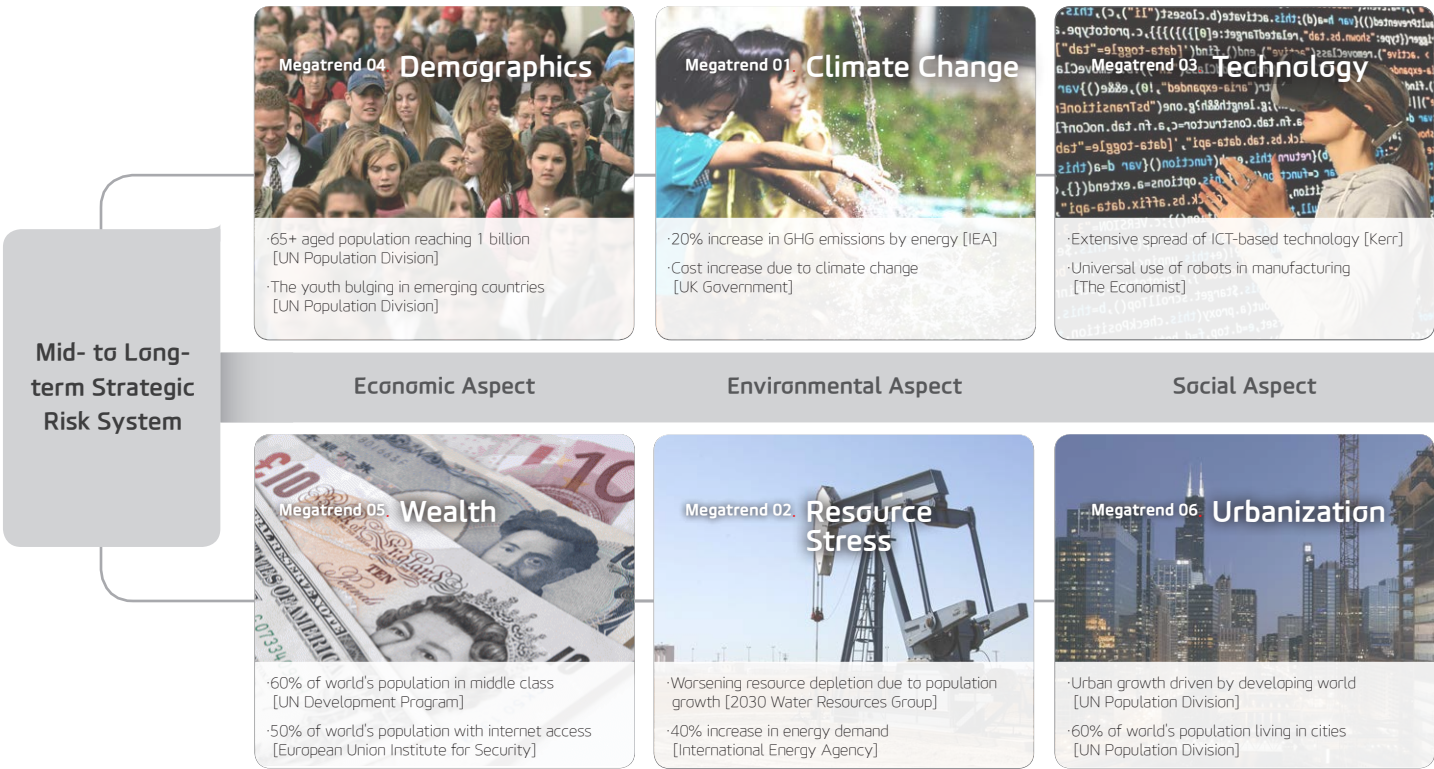 Megatrend 04 Demographics
·65+ aged population reaching 1 billion
[UN Population Division]
·The youth bulging in emerging countries
[UN Population Division]
Megatrend 01. Climate Change
·20% increase in GHG emissions by energy [IEA]
·Cost increase due to climate change
[UK Government]
Megatrend 03 Technology
·Extensive spread of ICT-based technology [Kerr]
·Universal use of robots in manufacturing
[The Economist]
Mid- to Long-
term Strategic
Risk System
Economic Aspect
Environmental Aspect
Social Aspect
Megatrend 05. Wealth
£10
10
TEN
Pounds
·60% of world's population in middle class
[UN Development Program]
·50% of world's population with internet access
[European Union Institute for Security]
Megatrend 02. Resource
Stress
·Worsening resource depletion due to population
growth [2030 Water Resources Group]
·40% increase in energy demand
[International Energy Agency]
Megatrend 06. Urbanization
·Urban growth driven by developing world
[UN Population Division]
·60% of world's population living in cities
[UN Population Division]